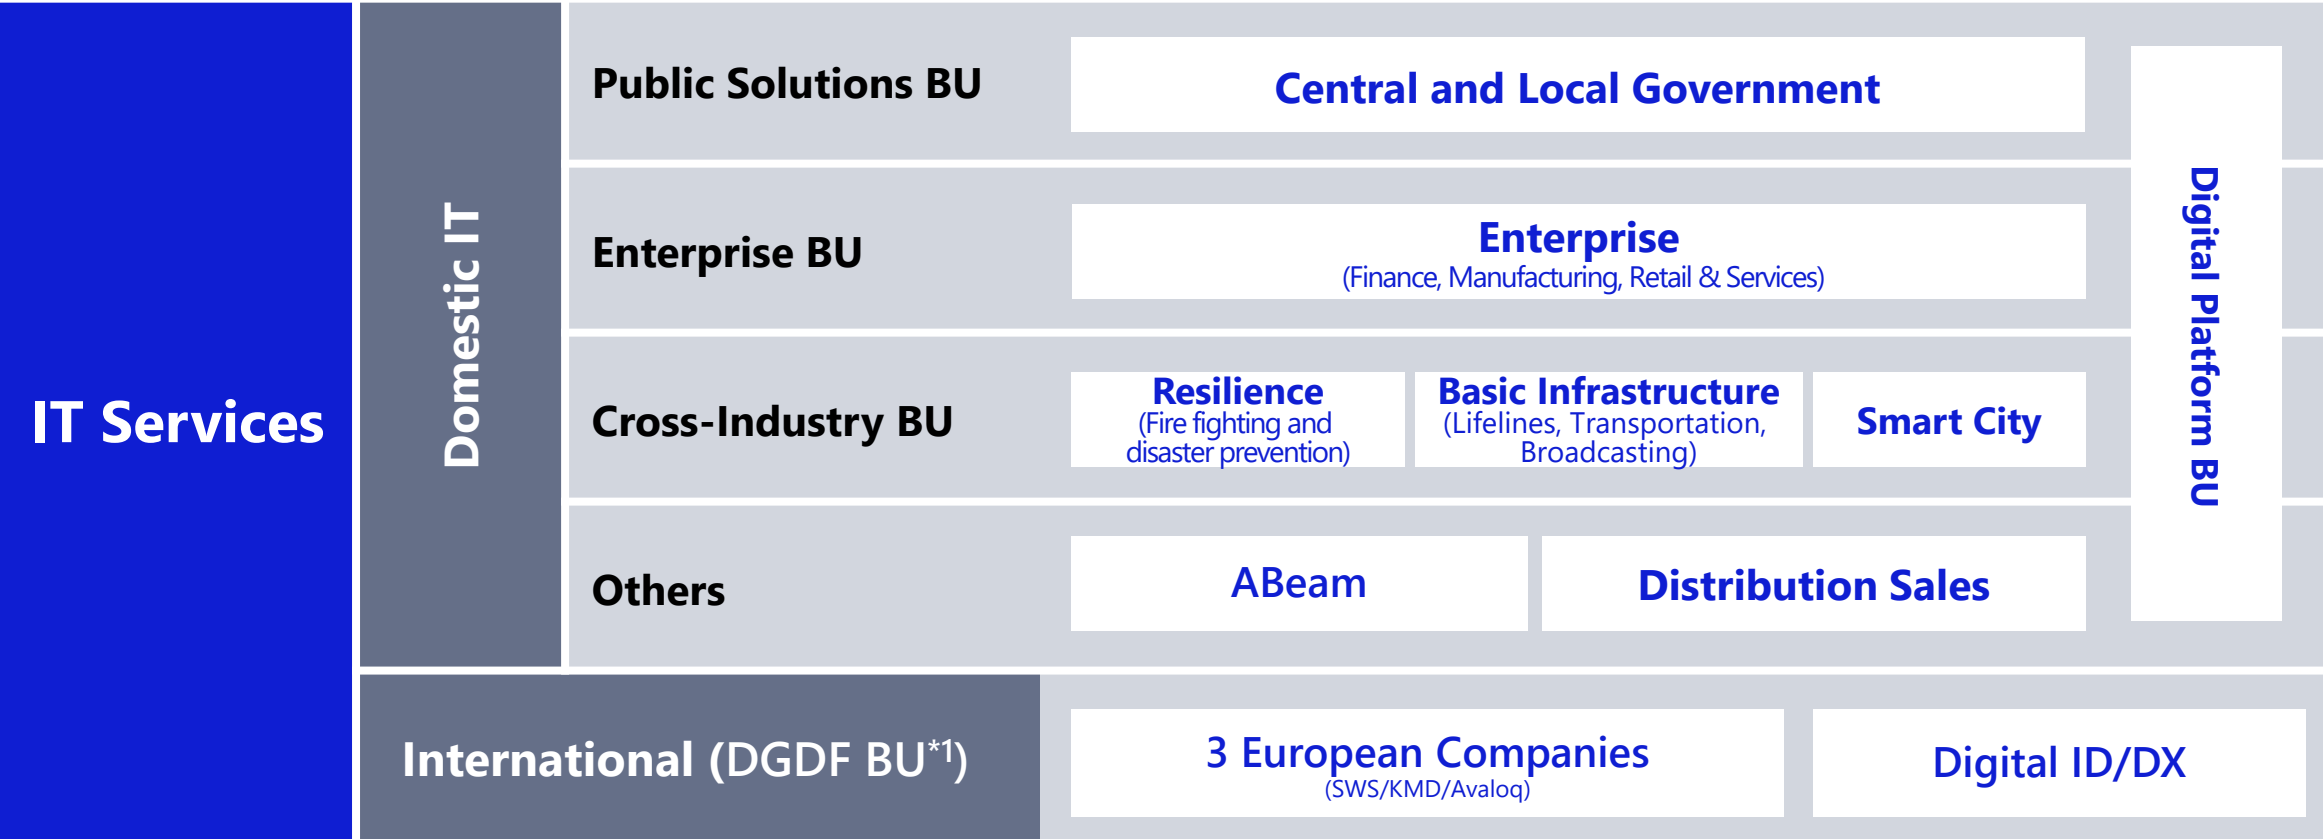 IT Services
Domestic IT
Public Solutions BU
Central and Local Government
Enterprise BU
Enterprise
(Finance, Manufacturing, Retail & Services)
Cross-Industry BU
Resilience
(Fire fighting and
disaster prevention)
Basic Infrastructure
(Lifelines, Transportation,
Broadcasting)
Smart City
Others
ABeam
Distribution Sales
Digital Platform BU
International (DGDF BU*1)
3 European Companies
(SWS/KMD/Avaloq)
Digital ID/DX